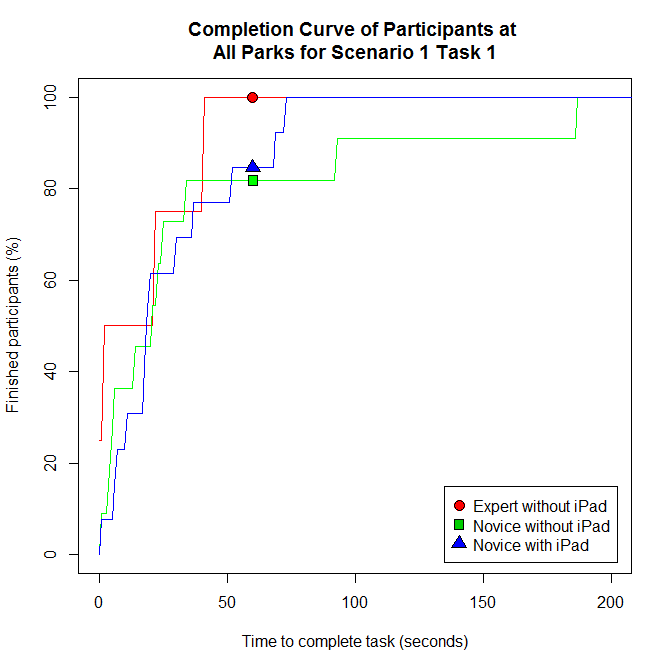 Completion Curve of Participants at
All Parks for Scenario 1 Task 1
Finished participants (%)
100
80
60
40
20
0
Expert without iPad
Novice without iPad
Novice with iPad
0 50 100 150 200
Time to complete task (seconds)